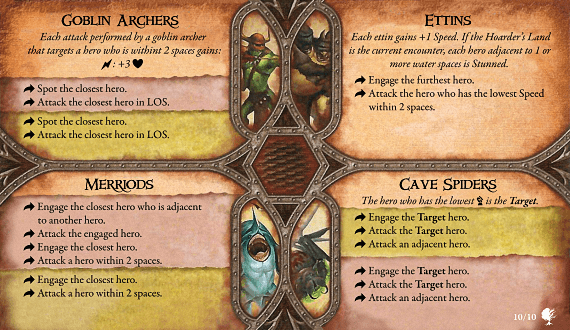 GOBLIN ARCHERS
Each attack performed by a goblin archer
that targets a hero who is withint 2 spaces gains:
: +3
Spot the closest hero.
Attack the closest hero in LOS.
Spot the closest hero.
Attack the closest hero in LOS.
ETTINS
Each ettin gains +1 Speed. If the Hoarder's Land
is the current encounter, each hero adjacent to 1 or
more water spaces is Stunned.
Engage the furthest hero.
Attack the hero who has the lowest Speed
within 2 spaces.
MERRIODS
Engage the closest hero who is adjacent
to another hero.
Attack the engaged hero.
Engage the closest hero.
Attack a hero within 2 spaces.
Engage the closest hero.
Attack a hero within 2 spaces.
CAVE SPIDERS
The hero who has the lowest is the Target.
Engage the Target hero.
Attack the Target hero.
Attack an adjacent hero.
Engage the Target hero.
Attack the Target hero.
Attack an adjacent hero.
10/10